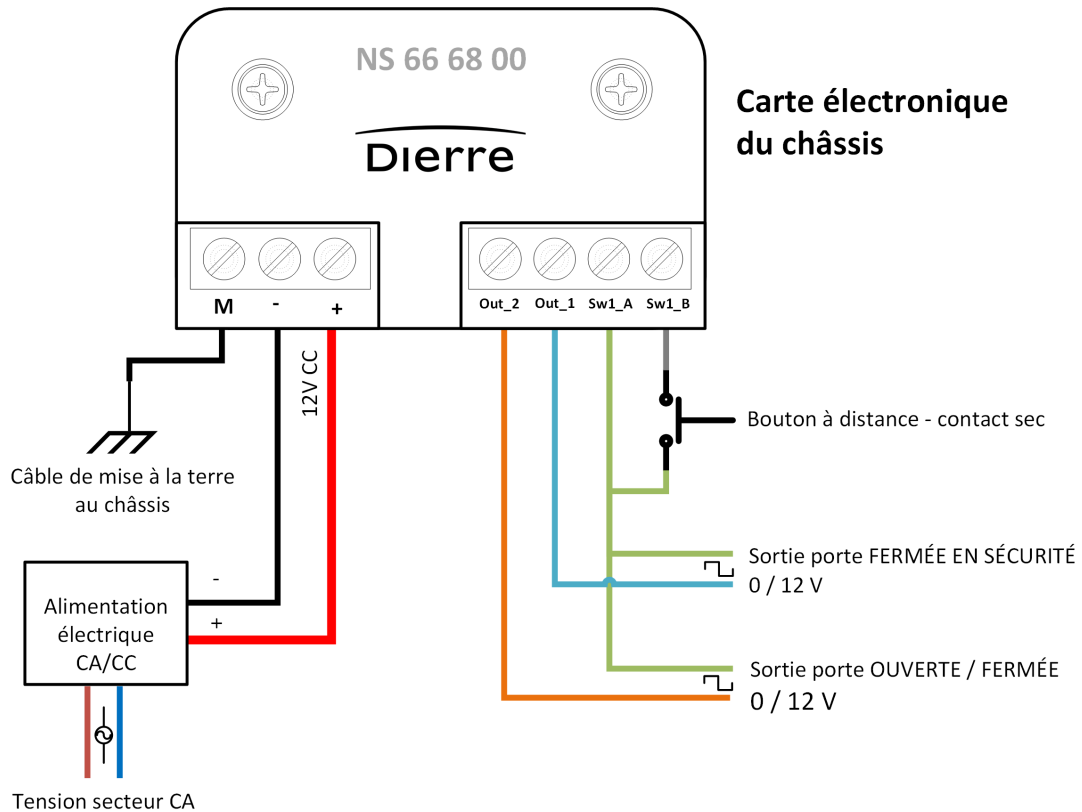 NS 66 68 00
Dierre
Carte électronique
du châssis
M - +
Out_2 Out_1 Sw1_A Sw1_B
12V CC
Bouton à distance - contact sec
Câble de mise à la terre
au châssis
Sortie porte FERMÉE EN SÉCURITÉ
0 / 12 V
-
+
Alimentation
électrique
CA/CC
Sortie porte OUVERTE / FERMÉE
0 / 12 V
Tension secteur CA